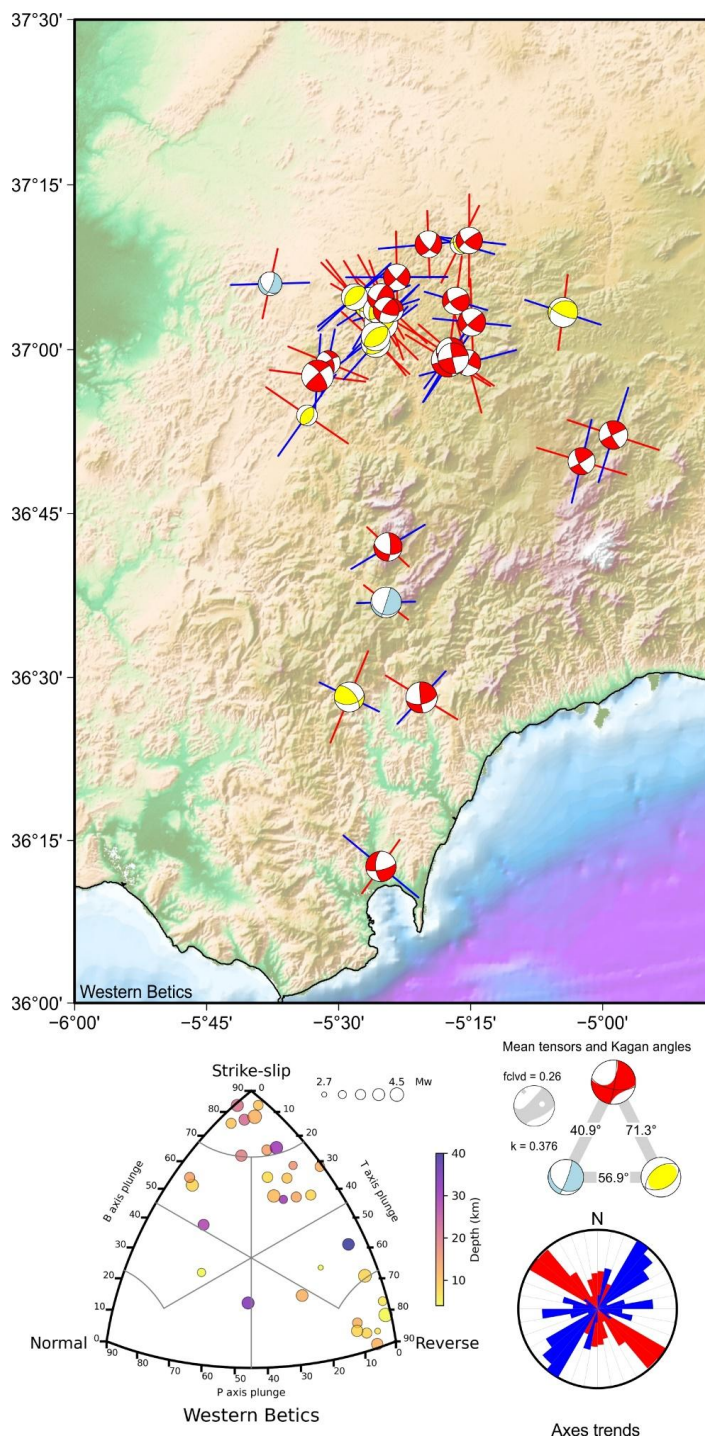 37°30'
37°15'
37°00'
36°45'
36°30'
36°15'
36°00'
Western Betics
−6°00' −5°45' −5°30' −5°15' −5°00'
Strike-slip
2.7 4.5 Mw
90 80 70 60 50 40 30 20 10 0
B axis plunge
0 10 20 30 40 50 60 70 80 90
T axis plunge
Normal
Reverse
90 80 70 60 50 40 30 20 10 0
P axis plunge
Western Betics
40
30
20
10
Depth (km)
Mean tensors and Kagan angles
fclvd = 0.26
40.9° 71.3°
k = 0.376
56.9°
N
Axes trends